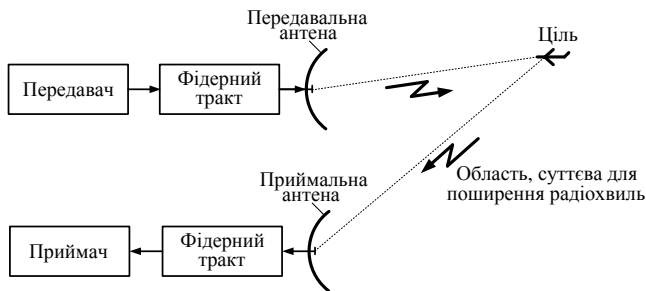 Передавальна
антена
Ціль
Передавач
Фідерний
тракт
Область, суттєва для
поширення радіохвиль
Приймальна
антена
Приймач
Фідерний
тракт